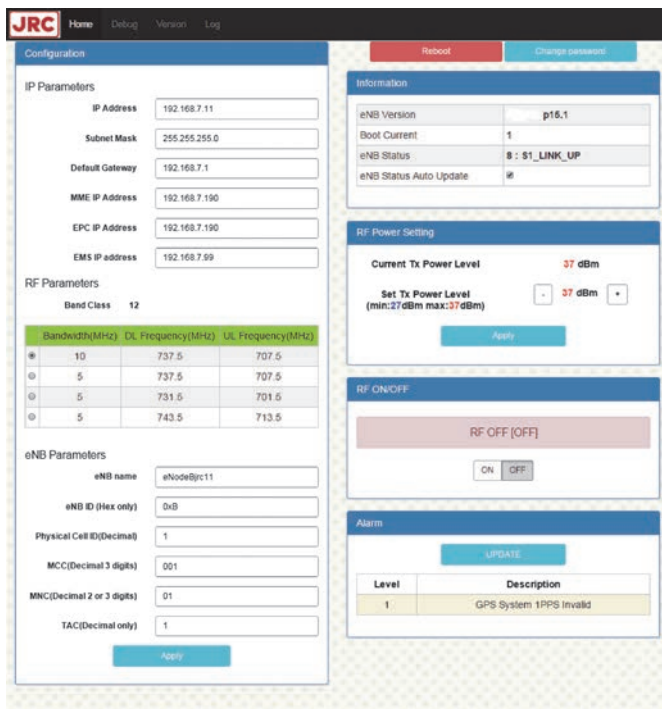 JRC Home Debug Version Log
Configuration
IP Parameters
IP Address 192.168.7.11
Subnet Mask 255.255.255.0
Default Gateway 192.168.7.1
MME IP Address 192.168.7.190
EPC IP Address 192.168.7.190
EMS IP address 192.168.7.99
RF Parameters
Band Class 12
Bandwidth(MHz) DL Frequency(MHz) UL Frequency(MHz)
10 737.5 707.5
5 737.5 707.5
5 731.5 701.5
5 743.5 713.5
eNB Parameters
eNB name eNodeBjrc11
eNB ID (Hex only) 0xB
Physical Cell ID(Decimal) 1
MCC(Decimal 3 digits) 001
MNC(Decimal 2 or 3 digits) 01
TAC(Decimal only) 1
Apply
Reboot Change password
Information
eNB Version p15.1
Boot Current 1
eNB Status 8 : S1_LINK_UP
eNB Status Auto Update
RF Power Setting
Current Tx Power Level 37 dBm
Set Tx Power Level - 37 dBm +
(min:27dBm max:37dBm)
Apply
RF ON/OFF
RF OFF [OFF]
ON OFF
Alarm
UPDATE
Level Description
1 GPS System 1PPS Invalid